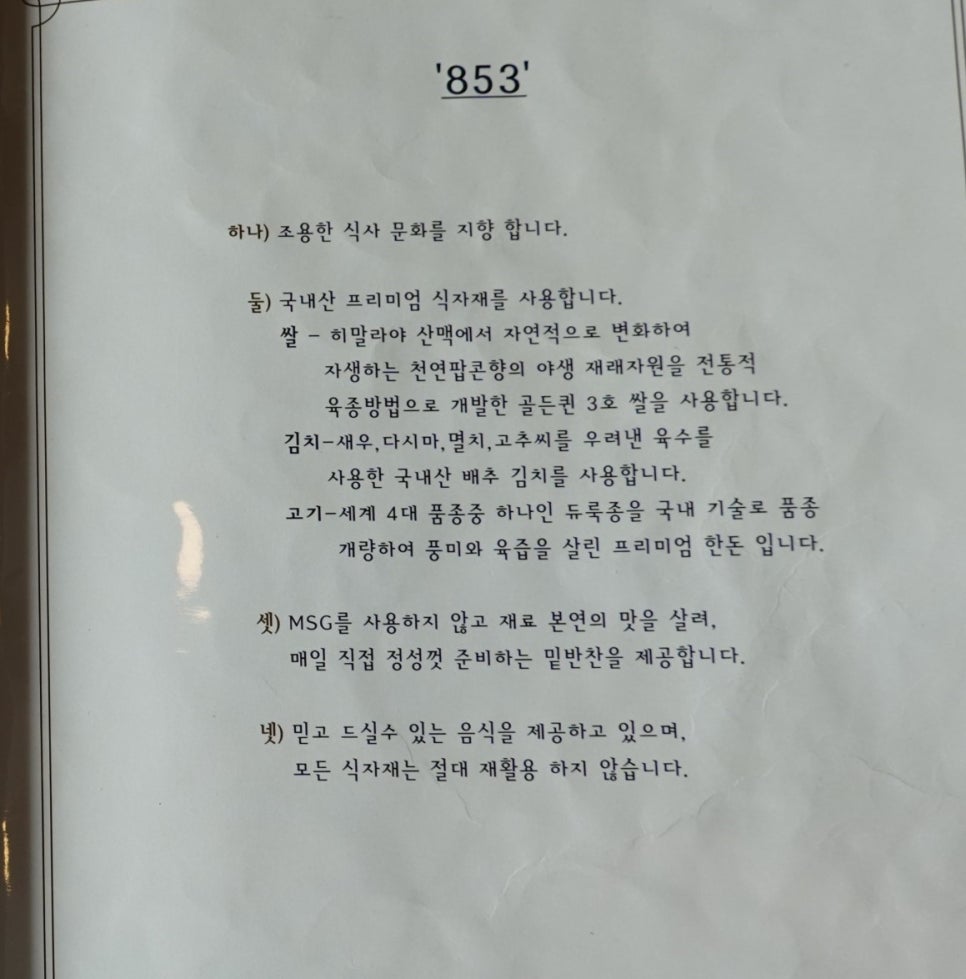 '853'
하나) 조용한 식사 문화를 지향 합니다.
둘) 국내산 프리미엄 식자재를 사용합니다.
쌀 - 히말라야 산맥에서 자연적으로 변화하여
자생하는 천연팝콘향의 야생 재래자원을 전통적
육종방법으로 개발한 골든퀸 3호 쌀을 사용합니다.
김치-새우,다시마,멸치,고추씨를 우려낸 육수를
사용한 국내산 배추 김치를 사용합니다.
고기-세계 4대 품종중 하나인 듀룩종을 국내 기술로 품종
개량하여 풍미와 육즙을 살린 프리미엄 한돈 입니다.
셋) MSG를 사용하지 않고 재료 본연의 맛을 살려,
매일 직접 정성껏 준비하는 밑반찬을 제공합니다.
넷) 믿고 드실수 있는 음식을 제공하고 있으며,
모든 식자재는 절대 재활용 하지 않습니다.